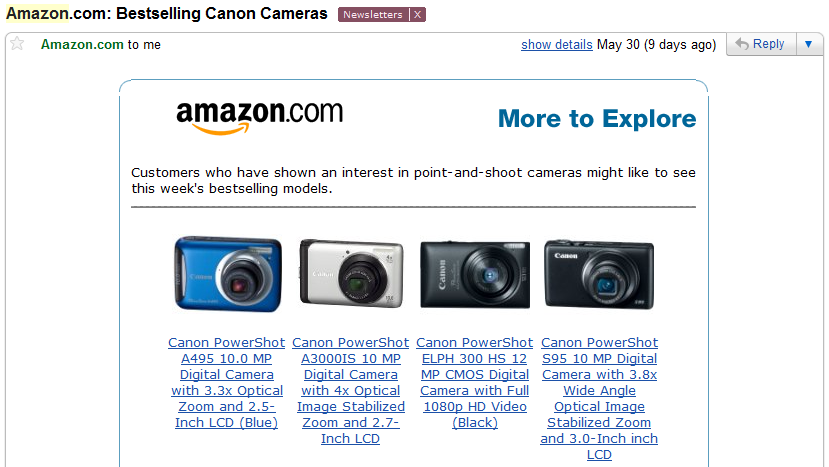 Amazon.com: Bestselling Canon Cameras Newsletters X
Amazon.com to me show details May 30 (9 days ago) Reply
amazon.com More to Explore
Customers who have shown an interest in point-and-shoot cameras might like to see
this week's bestselling models.
Canon
Canon
Canon
Canon
Canon PowerShot
A495 10.0 MP
Digital Camera
with 3.3x Optical
Zoom and 2.5-
Inch LCD (Blue)
Canon PowerShot
A3000IS 10 MP
Digital Camera
with 4x Optical
Image Stabilized
Zoom and 2.7-
Inch LCD
Canon PowerShot
ELPH 300 HS 12
MP CMOS Digital
Camera with Full
1080p HD Video
(Black)
Canon PowerShot
S95 10 MP Digital
Camera with 3.8x
Wide Angle
Optical Image
Stabilized Zoom
and 3.0-Inch inch
LCD